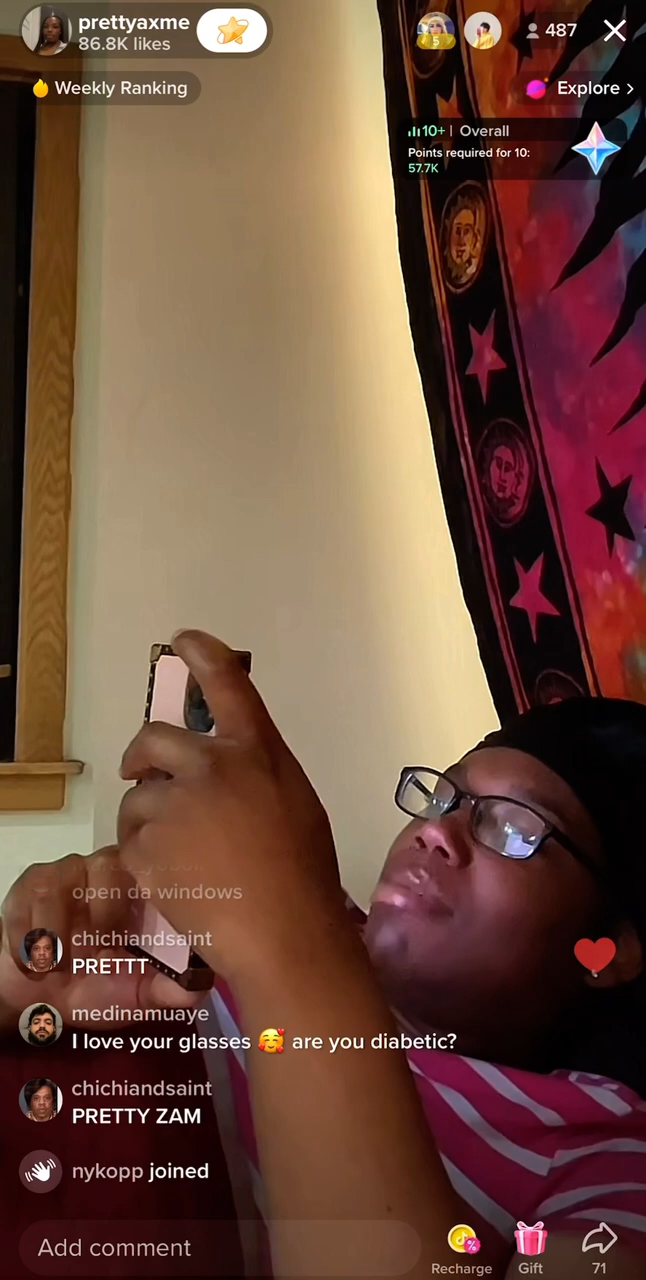 prettyaxme
86.8K likes
5
487
Weekly Ranking
Explore >
10+ | Overall
Points required for 10:
57.7K
open da windows
chichiandsaint
PRETTT
medinamuaye
I love your glasses 🥰 are you diabetic?
chichiandsaint
PRETTY ZAM
nykopp joined
Add comment
Recharge
Gift
71